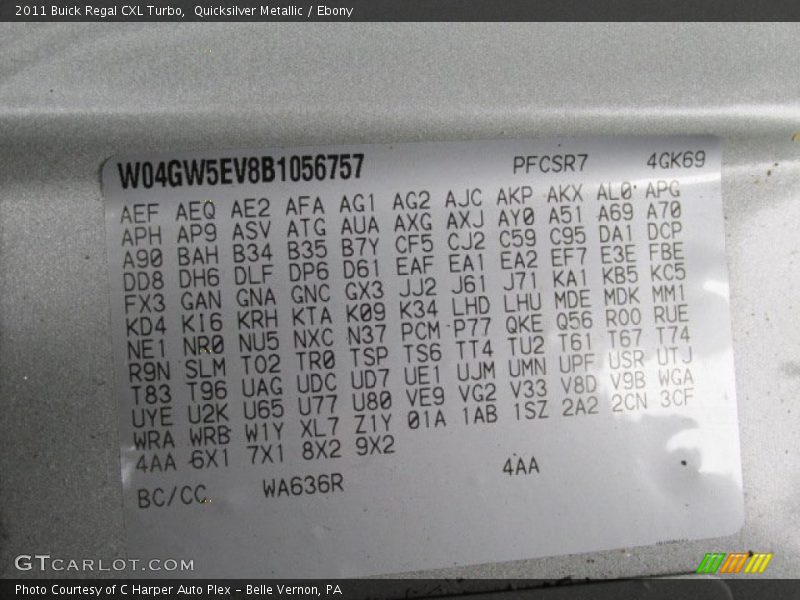 2011 Buick Regal CXL Turbo, Quicksilver Metallic / Ebony
W04GW5EV8B1056757 PFCSR7 4GK69
AEF AEQ AE2 AFA AG1 AG2 AJC AKP AKX AL0 APG
APH AP9 ASV ATG AUA AXG AXJ AY0 A51 A69 A70
A90 BAH B34 B35 B7Y CF5 CJ2 C59 C95 DA1 DCP
DD8 DH6 DLF DP6 D61 EAF EA1 EA2 EF7 E3E FBE
FX3 GAN GNA GNC GX3 JJ2 J61 J71 KA1 KB5 KC5
KD4 K16 KRH KTA K09 K34 LHD LHU MDE MDK MM1
NE1 NR0 NU5 NXC N37 PCM P77 QKE Q56 R00 RUE
R9N SLM T02 TR0 TSP TS6 TT4 TU2 T61 T67 T74
T83 T96 UAG UDC UD7 UE1 UJM UMN UPF USR UTJ
UYE U2K U65 U77 U80 VE9 VG2 V33 V8D V9B WGA
WRA WRB W1Y XL7 Z1Y 01A 1AB 1SZ 2A2 2CN 3CF
4AA 6X1 7X1 8X2 9X2
BC/CC WA636R 4AA
GTCARLOT.COM
Photo Courtesy of C Harper Auto Plex – Belle Vernon, PA